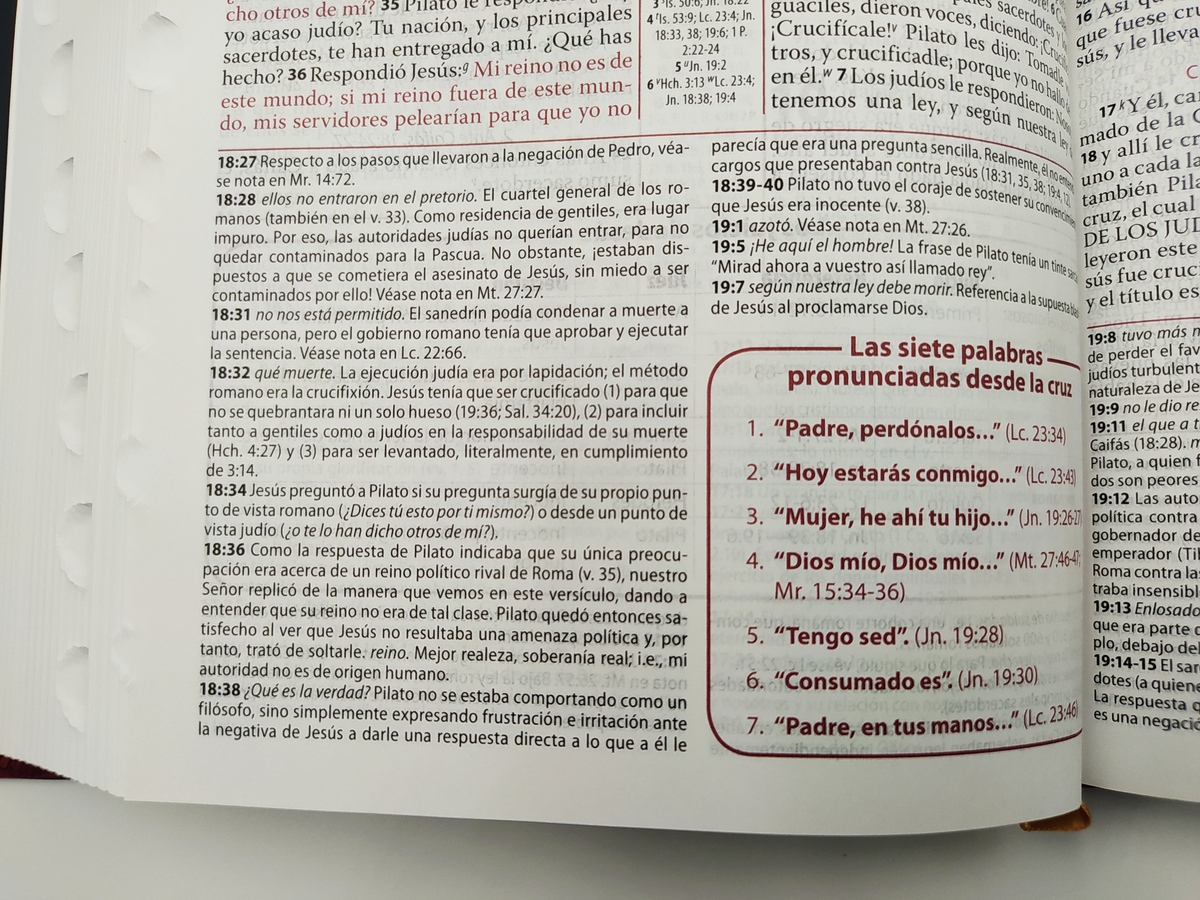 cho otros de mí? 35 Pilato le
yo acaso judío? Tu nación, y los principales
sacerdotes, te han entregado a mí. ¿Qué has
hecho? 36 Respondió Jesús:g Mi reino no es de
este mundo; si mi reino fuera de este mun-
do, mis servidores pelearían para que yo no
4 r Is. 53:9; Lc. 23:4; Jn.
18:33, 38; 19:6; 1 P.
2:22-24
5 u Jn. 19:2
6 v Hch. 3:13 w Lc. 23:4;
Jn. 18:38; 19:4
guaciles, dieron voces, diciendo:
¡Crucifícale!v Pilato les dijo:
tros, y crucificadle; porque yo no hallo
en él.w 7 Los judíos le respondieron:
tenemos una ley, y según nuestra ley
18:27 Respecto a los pasos que llevaron a la negación de Pedro, véa-
se nota en Mr. 14:72.
18:28 ellos no entraron en el pretorio. El cuartel general de los ro-
manos (también en el v. 33). Como residencia de gentiles, era lugar
impuro. Por eso, las autoridades judías no querían entrar, para no
quedar contaminados para la Pascua. No obstante, ¡estaban dis-
puestos a que se cometiera el asesinato de Jesús, sin miedo a ser
contaminados por ello! Véase nota en Mt. 27:27.
18:31 no nos está permitido. El sanedrín podía condenar a muerte a
una persona, pero el gobierno romano tenía que aprobar y ejecutar
la sentencia. Véase nota en Lc. 22:66.
18:32 qué muerte. La ejecución judía era por lapidación; el método
romano era la crucifixión. Jesús tenía que ser crucificado (1) para que
no se quebrantara ni un solo hueso (19:36; Sal. 34:20), (2) para incluir
tanto a gentiles como a judíos en la responsabilidad de su muerte
(Hch. 4:27) y (3) para ser levantado, literalmente, en cumplimiento
de 3:14.
18:34 Jesús preguntó a Pilato si su pregunta surgía de su propio pun-
to de vista romano (¿Dices tú esto por ti mismo?) o desde un punto de
vista judío (¿o te lo han dicho otros de mí?).
18:36 Como la respuesta de Pilato indicaba que su única preocu-
pación era acerca de un reino político rival de Roma (v. 35), nuestro
Señor replicó de la manera que vemos en este versículo, dando a
entender que su reino no era de tal clase. Pilato quedó entonces sa-
tisfecho al ver que Jesús no resultaba una amenaza política y, por
tanto, trató de soltarle. reino. Mejor realeza, soberanía real; i.e., mi
autoridad no es de origen humano.
18:38 ¿Qué es la verdad? Pilato no se estaba comportando como un
filósofo, sino simplemente expresando frustración e irritación ante
la negativa de Jesús a darle una respuesta directa a lo que a él le
parecía que era una pregunta sencilla. Realmente, él no
cargos que presentaban contra Jesús (18:31, 35, 38; 19:4, 12).
18:39-40 Pilato no tuvo el coraje de sostener su
que Jesús era inocente (v. 38).
19:1 azotó. Véase nota en Mt. 27:26.
19:5 ¡He aquí el hombre! La frase de Pilato tenía un tinte
“Mirad ahora a vuestro así llamado rey”.
19:7 según nuestra ley debe morir. Referencia a la supuesta
de Jesús al proclamarse Dios.
Las siete palabras
pronunciadas desde la cruz
1. “Padre, perdónalos...” (Lc. 23:34)
2. “Hoy estarás conmigo...” (Lc. 23:43)
3. “Mujer, he ahí tu hijo...” (Jn. 19:26-27)
4. “Dios mío, Dios mío...” (Mt. 27:46-47;
Mr. 15:34-36)
5. “Tengo sed”. (Jn. 19:28)
6. “Consumado es”. (Jn. 19:30)
7. “Padre, en tus manos...” (Lc. 23:46)
16 Así
que fuese
sús, y le
17 k Y él,
mado de la
18 y allí le
uno a cada
también
cruz, el cual
DE LOS
leyeron este
sús fue
y el título
19:8 tuvo más
de perder el
judíos
naturaleza de
19:9 no le dio
19:11 el que a
Caifás (18:28).
Pilato, a quien
dos son peores
19:12 Las
política contra
gobernador de
emperador
Roma contra
traba
19:13 Enlosado
que era parte
plo, debajo
19:14-15 El
dotes (a
La respuesta
es una